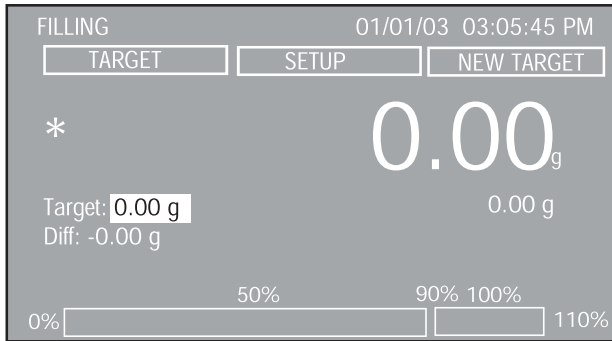 FILLING 01/01/03 03:05:45 PM
TARGET SETUP NEW TARGET
* 0.00 g
Target: 0.00 g 0.00 g
Diff: -0.00 g
50% 90% 100%
0% 110%